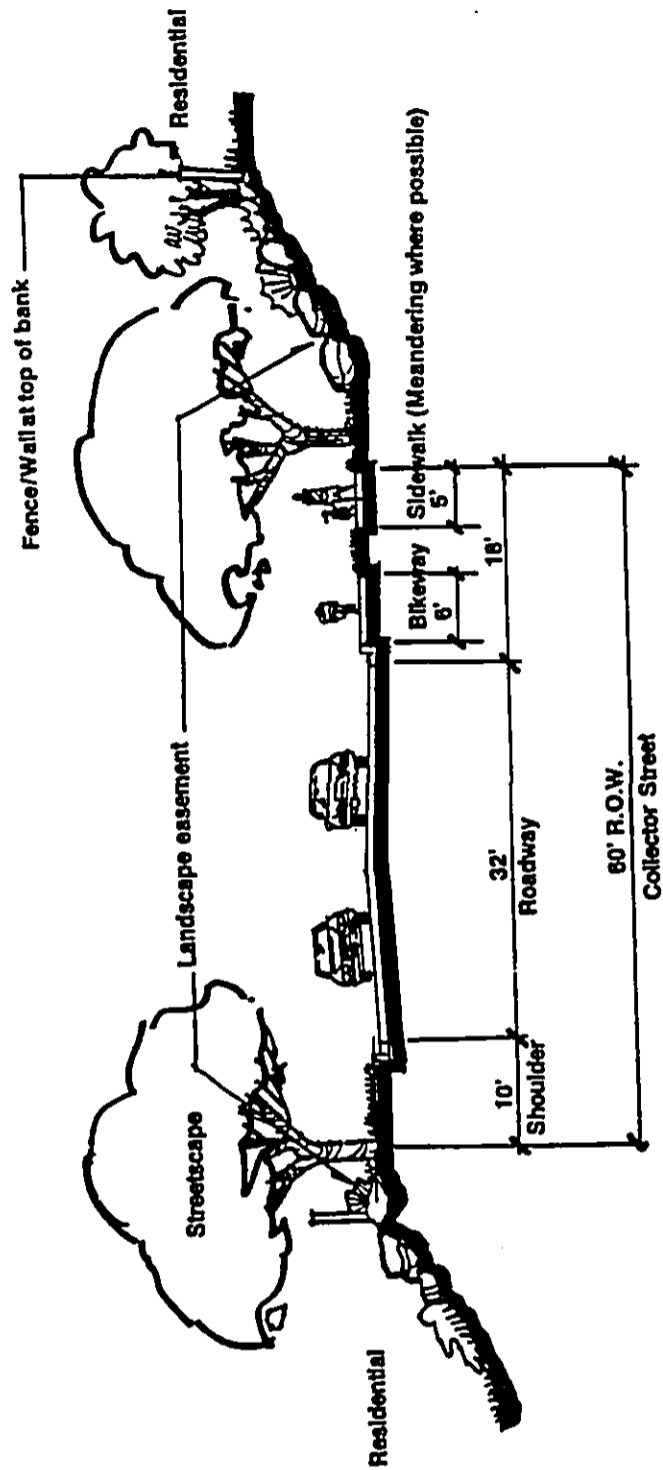 Fence/Wall at top of bank
Landscape easement
Residential
Streetscape
Residential
Sidewalk (Meandering where possible)
5'
Bikeway
6'
18'
32'
Roadway
10'
Shoulder
60' R.O.W.
Collector Street